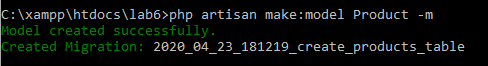 C:\xampp\htdocs\lab6>php artisan make:model Product -m
Model created successfully.
Created Migration: 2020_04_23_181219_create_products_table